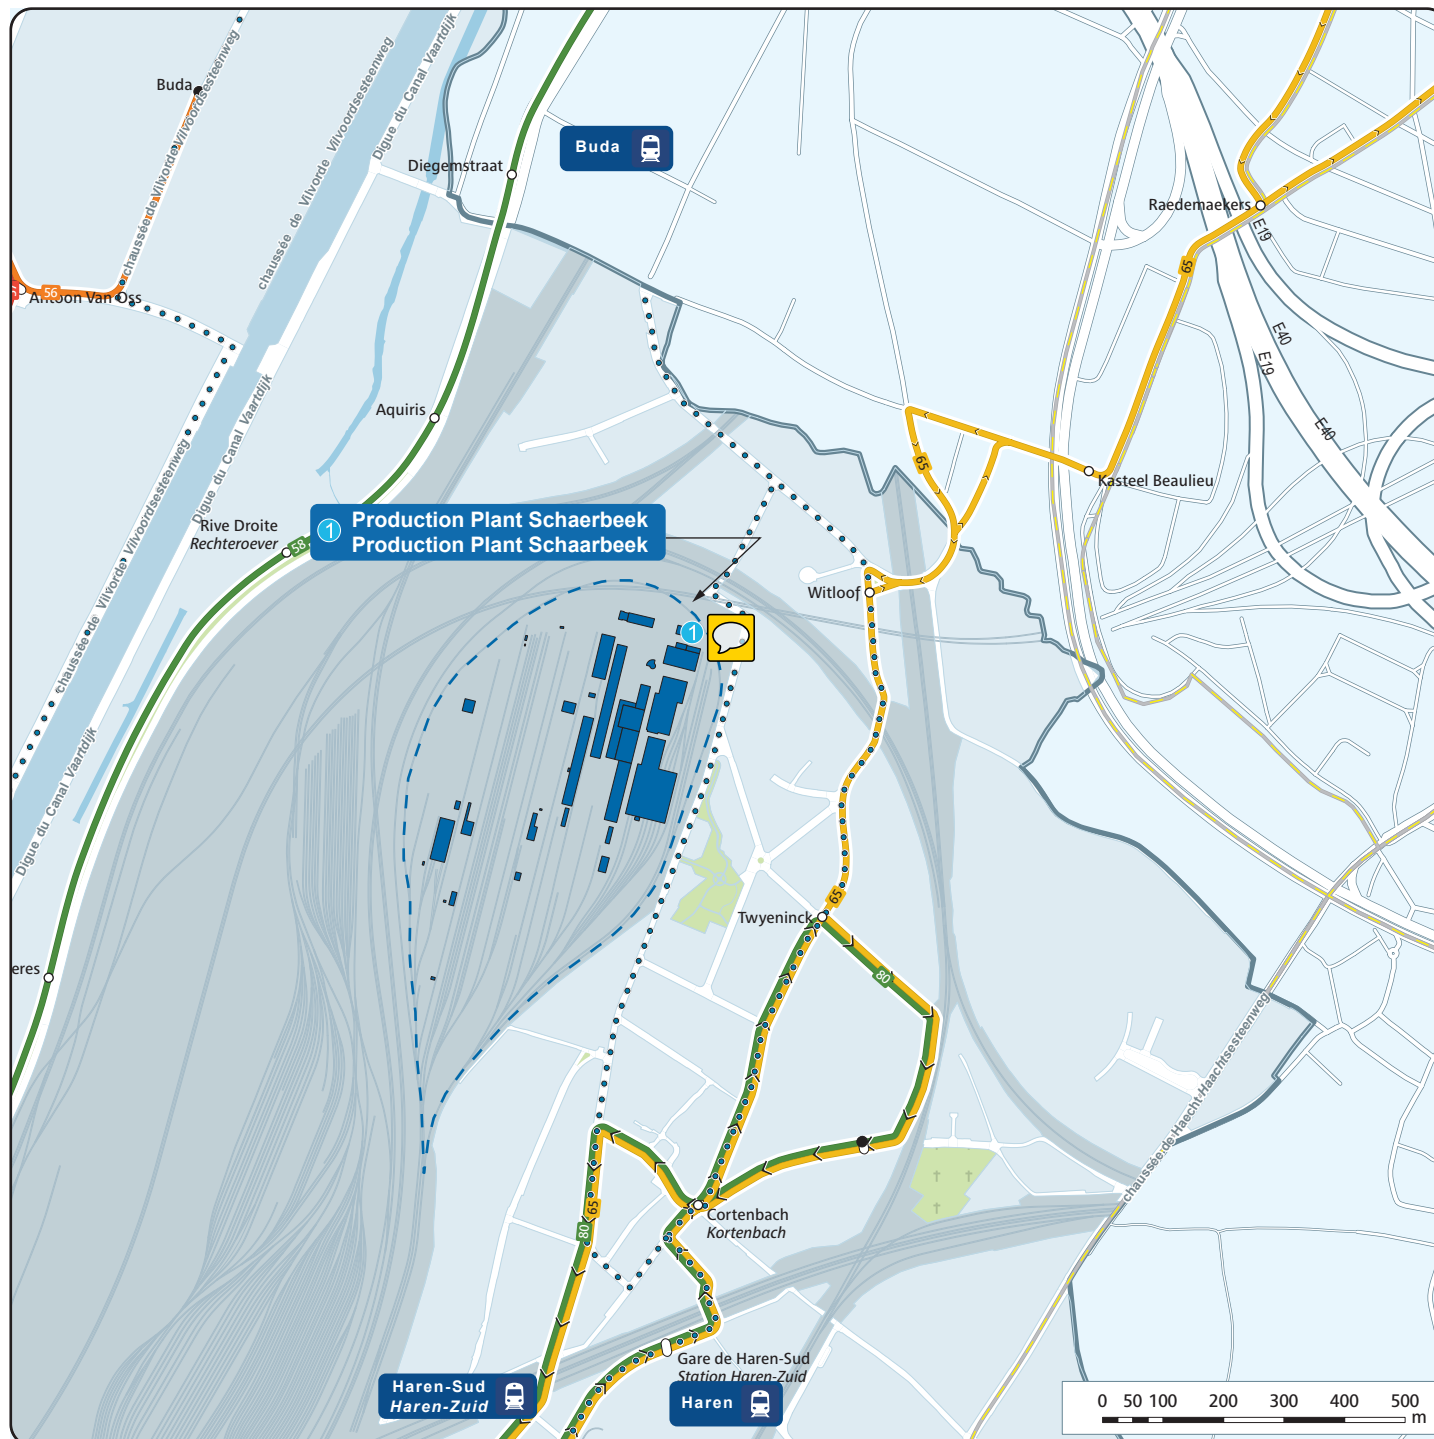 Buda
chaussée de Vilvorde Vilvoordsesteenweg
chaussée de Vilvorde Vilvoordsesteenweg
Digue du Canal Vaartdijk
Diegemstraat
Buda
Raedemaekers
E19
65
56
Antoon Van Oss
E40
E19
E40
Aquiris
Digue du Canal Vaartdijk
65
Kasteel Beaulieu
chaussée de Vilvorde Vilvoordsesteenweg
Rive Droite
Rechteroever
58
1
Production Plant Schaerbeek
Production Plant Schaarbeek
Witloof
1
Digue du Canal Vaartdijk
65
Twyeninck
80
eres
chaussée de Haecht Haachtsesteenweg
65
80
Cortenbach
Kortenbach
Gare de Haren-Sud
Station Haren-Zuid
Haren-Sud
Haren-Zuid
Haren
0 50 100 200 300 400 500
m